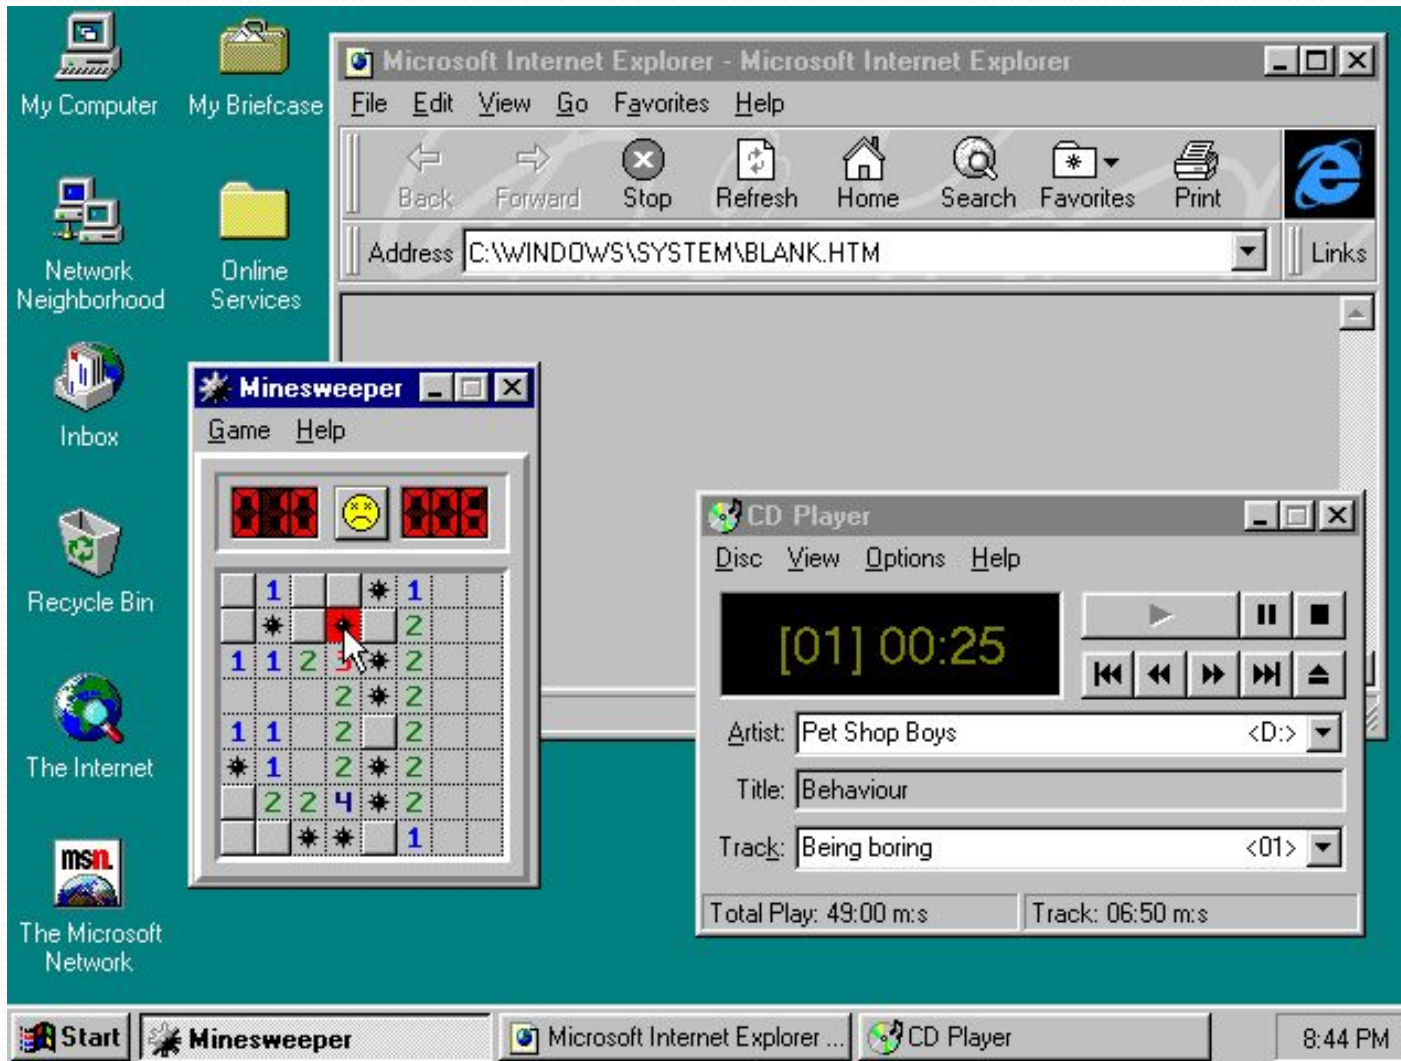 My Computer
My Briefcase
Network
Neighborhood
Online
Services
Inbox
Recycle Bin
The Internet
msn.
The Microsoft
Network
Microsoft Internet Explorer - Microsoft Internet Explorer
File Edit View Go Favorites Help
Back Forward Stop Refresh Home Search Favorites Print
Address C:\WINDOWS\SYSTEM\BLANK.HTM Links
Minesweeper
Game Help
010 005
1 1
2
1 1 2 3 2
2 2
1 1 2 2
1 2 2
2 2 4 2
1
CD Player
Disc View Options Help
[01] 00:25
Artist: Pet Shop Boys <D:>
Title: Behaviour
Track: Being boring <01>
Total Play: 49:00 m:s Track: 06:50 m:s
Start Minesweeper Microsoft Internet Explorer ... CD Player 8:44 PM